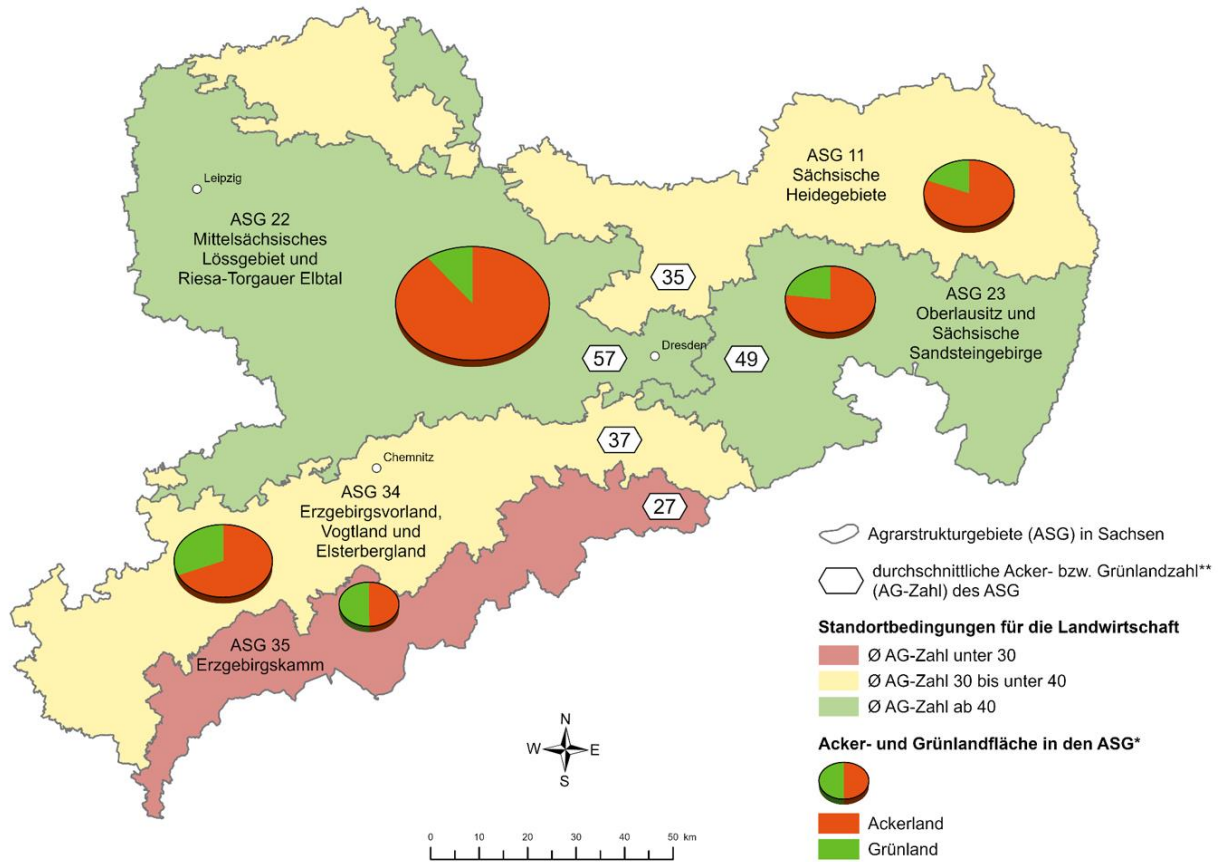 ASG 11
Sächsische
Heidegebiete
Leipzig
ASG 22
Mittelsächsisches
Lössgebiet und
Riesa-Torgauer Elbtal
35
ASG 23
Oberlausitz und
Sächsische
Sandsteingebirge
57
Dresden
49
37
Chemnitz
ASG 34
Erzgebirgsvorland,
Vogtland und
Elsterbergland
27
ASG 35
Erzgebirgskamm
Agrarstrukturgebiete (ASG) in Sachsen
durchschnittliche Acker- bzw. Grünlandzahl**
(AG-Zahl) des ASG
Standortbedingungen für die Landwirtschaft
Ø AG-Zahl unter 30
Ø AG-Zahl 30 bis unter 40
Ø AG-Zahl ab 40
Acker- und Grünlandfläche in den ASG*
Ackerland
Grünland
N
W E
S
0 10 20 30 40 50 km